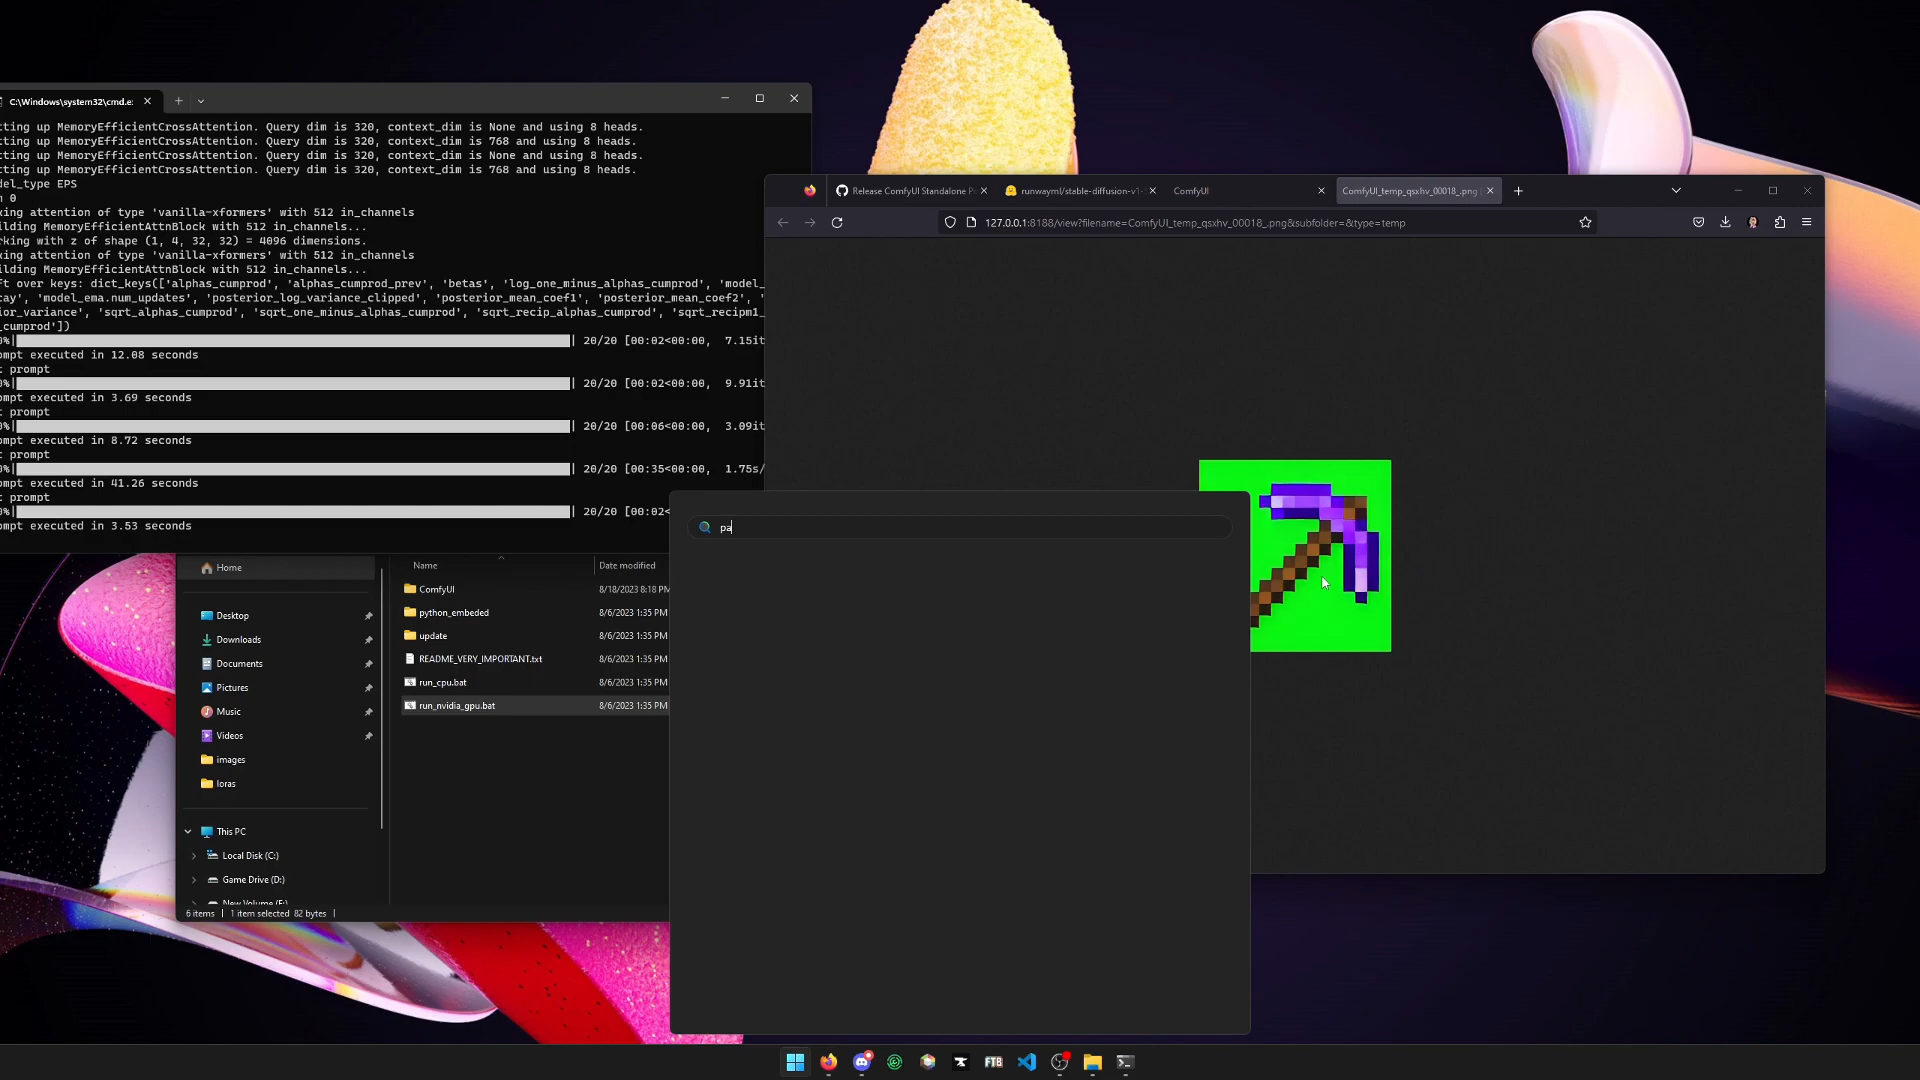 C:\Windows\system32\cmd.e:
tting up MemoryEfficientCrossAttention. Query dim is 320, context_dim is None and using 8 heads.
tting up MemoryEfficientCrossAttention. Query dim is 320, context_dim is 768 and using 8 heads.
tting up MemoryEfficientCrossAttention. Query dim is 320, context_dim is None and using 8 heads.
tting up MemoryEfficientCrossAttention. Query dim is 320, context_dim is 768 and using 8 heads.
del_type EPS
m 0
king attention of type 'vanilla-xformers' with 512 in_channels
ilding MemoryEfficientAttnBlock with 512 in_channels...
rking with z of shape (1, 4, 32, 32) = 4096 dimensions.
king attention of type 'vanilla-xformers' with 512 in_channels
ilding MemoryEfficientAttnBlock with 512 in_channels...
ft over keys: dict_keys(['alphas_cumprod', 'alphas_cumprod_prev', 'betas', 'log_one_minus_alphas_cumprod', 'model_
cay', 'model_ema.num_updates', 'posterior_log_variance_clipped', 'posterior_mean_coef1', 'posterior_mean_coef2', '
ior_variance', 'sqrt_alphas_cumprod', 'sqrt_one_minus_alphas_cumprod', 'sqrt_recip_alphas_cumprod', 'sqrt_recipm1_
_cumprod'])
0%| | 20/20 [00:02<00:00, 7.15it
ompt executed in 12.08 seconds
t prompt
0%| | 20/20 [00:02<00:00, 9.91it
ompt executed in 3.69 seconds
t prompt
0%| | 20/20 [00:06<00:00, 3.09it
ompt executed in 8.72 seconds
t prompt
0%| | 20/20 [00:35<00:00, 1.75s/
ompt executed in 41.26 seconds
t prompt
0%| | 20/20 [00:02<
ompt executed in 3.53 seconds
Release ComfyUI Standalone P
runwayml/stable-diffusion-v1-
ComfyUI
ComfyUI_temp_qsxhv_00018_.png
127.0.0.1:8188/view?filename=ComfyUI_temp_qsxhv_00018_.png&subfolder=&type=temp
pa
Home
Desktop
Downloads
Documents
Pictures
Music
Videos
images
loras
This PC
Local Disk (C:)
Game Drive (D:)
New Volume (E:)
Name Date modified
ComfyUI 8/18/2023 8:18 PM
python_embeded 8/6/2023 1:35 PM
update 8/6/2023 1:35 PM
README_VERY_IMPORTANT.txt 8/6/2023 1:35 PM
run_cpu.bat 8/6/2023 1:35 PM
run_nvidia_gpu.bat 8/6/2023 1:35 PM
6 items 1 item selected 82 bytes
FTB